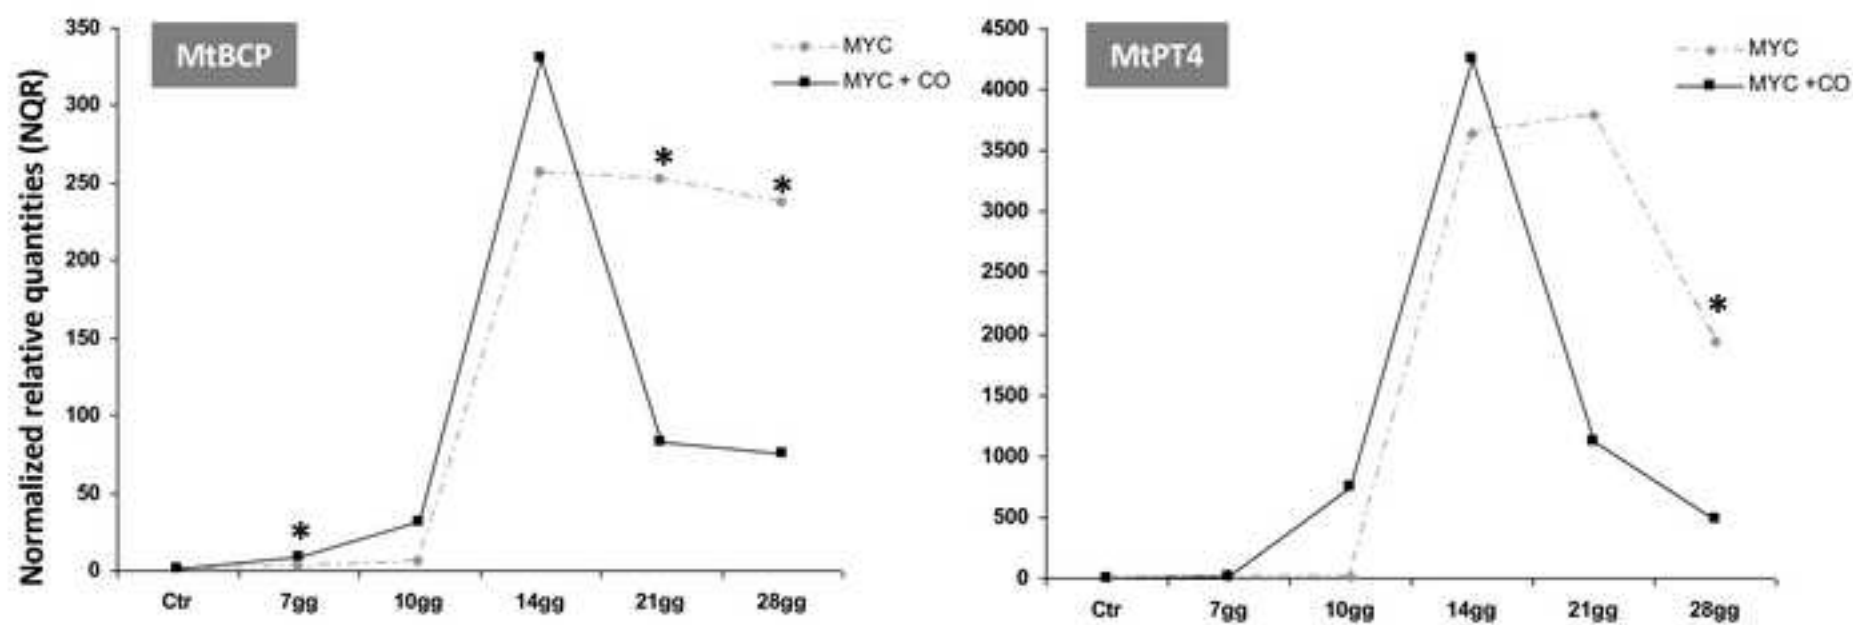 MtBCP
MYC
MYC + CO
Normalized relative quantities (NQR)
350
300
250
200
150
100
50
0
*
*
*
Ctr 7gg 10gg 14gg 21gg 28gg
MtPT4
MYC
MYC +CO
4500
4000
3500
3000
2500
2000
1500
1000
500
0
*
Ctr 7gg 10gg 14gg 21gg 28gg